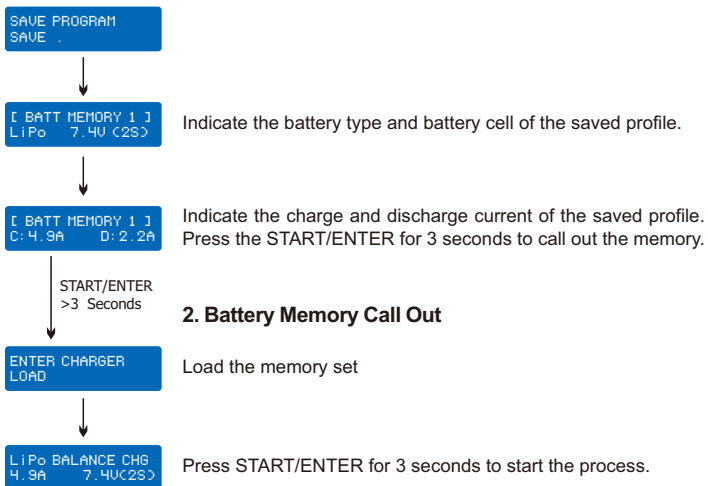 SAVE PROGRAM
SAVE .
[ BATT MEMORY 1 ]
LiPo 7.4V (2S)
Indicate the battery type and battery cell of the saved profile.
[ BATT MEMORY 1 ]
C:4.9A D:2.2A
Indicate the charge and discharge current of the saved profile.
Press the START/ENTER for 3 seconds to call out the memory.
START/ENTER
>3 Seconds
2. Battery Memory Call Out
ENTER CHARGER
LOAD
Load the memory set
LiPo BALANCE CHG
4.9A 7.4V(2S)
Press START/ENTER for 3 seconds to start the process.